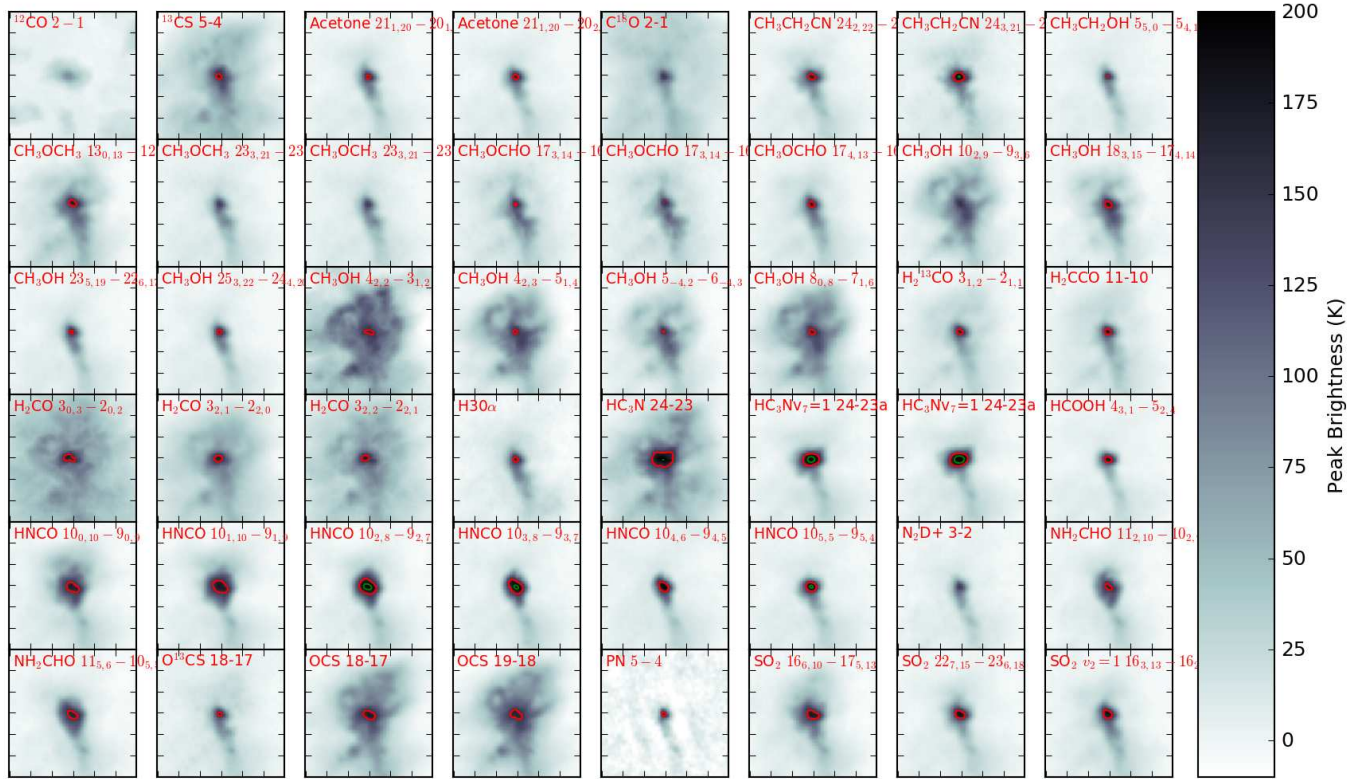 ¹²CO 2−1
¹³CS 5-4
Acetone 21₁,₂₀−20₁
Acetone 21₁,₂₀−20₂,
C¹⁸O 2-1
CH₃CH₂CN 24₂,₂₂−2
CH₃CH₂CN 24₃,₂₁−2
CH₃CH₂OH 5₅,₀−5₄,₁
CH₃OCH₃ 13₀,₁₃−12
CH₃OCH₃ 23₃,₂₁−23
CH₃OCH₃ 23₃,₂₁−23
CH₃OCHO 17₃,₁₄−16
CH₃OCHO 17₃,₁₄−16
CH₃OCHO 17₄,₁₃−16
CH₃OH 10₂,₉−9₃,₆
CH₃OH 18₃,₁₅−17₄,₁₄
CH₃OH 23₅,₁₉−22₆,₁
CH₃OH 25₃,₂₂−24₄,₂₀
CH₃OH 4₂,₂−3₁,₂
CH₃OH 4₂,₃−5₁,₄
CH₃OH 5₋₄,₂−6₋₄,₃
CH₃OH 8₀,₈−7₁,₆
H₂¹³CO 3₁,₂−2₁,₁
H₂CCO 11-10
H₂CO 3₀,₃−2₀,₂
H₂CO 3₂,₁−2₂,₀
H₂CO 3₂,₂−2₂,₁
H30α
HC₃N 24-23
HC₃Nv₇=1 24-23a
HC₃Nv₇=1 24-23a
HCOOH 4₃,₁−5₂,₄
HNCO 10₀,₁₀−9₀,₉
HNCO 10₁,₁₀−9₁,₉
HNCO 10₂,₈−9₂,₇
HNCO 10₃,₈−9₃,₇
HNCO 10₄,₆−9₄,₅
HNCO 10₅,₅−9₅,₄
N₂D+ 3-2
NH₂CHO 11₂,₁₀−10₂,
NH₂CHO 11₅,₆−10₅,
O¹³CS 18-17
OCS 18-17
OCS 19-18
PN 5−4
SO₂ 16₆,₁₀−17₅,₁₃
SO₂ 22₇,₁₅−23₆,₁₈
SO₂ v₂=1 16₃,₁₃−16₂
200
175
150
125
100
75
50
25
0
Peak Brightness (K)